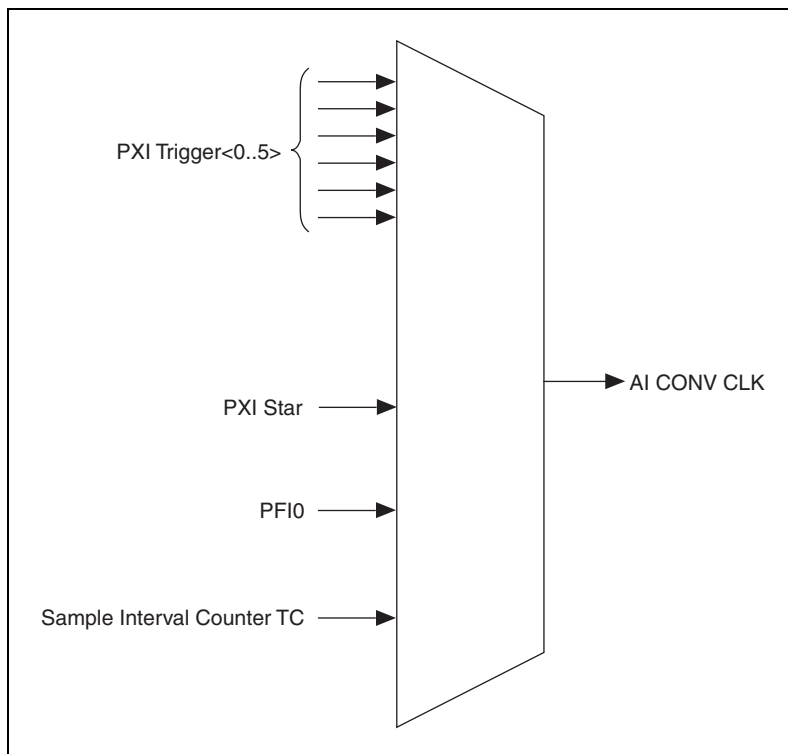 PXI Trigger<0..5>
PXI Star
PFI0
Sample Interval Counter TC
AI CONV CLK